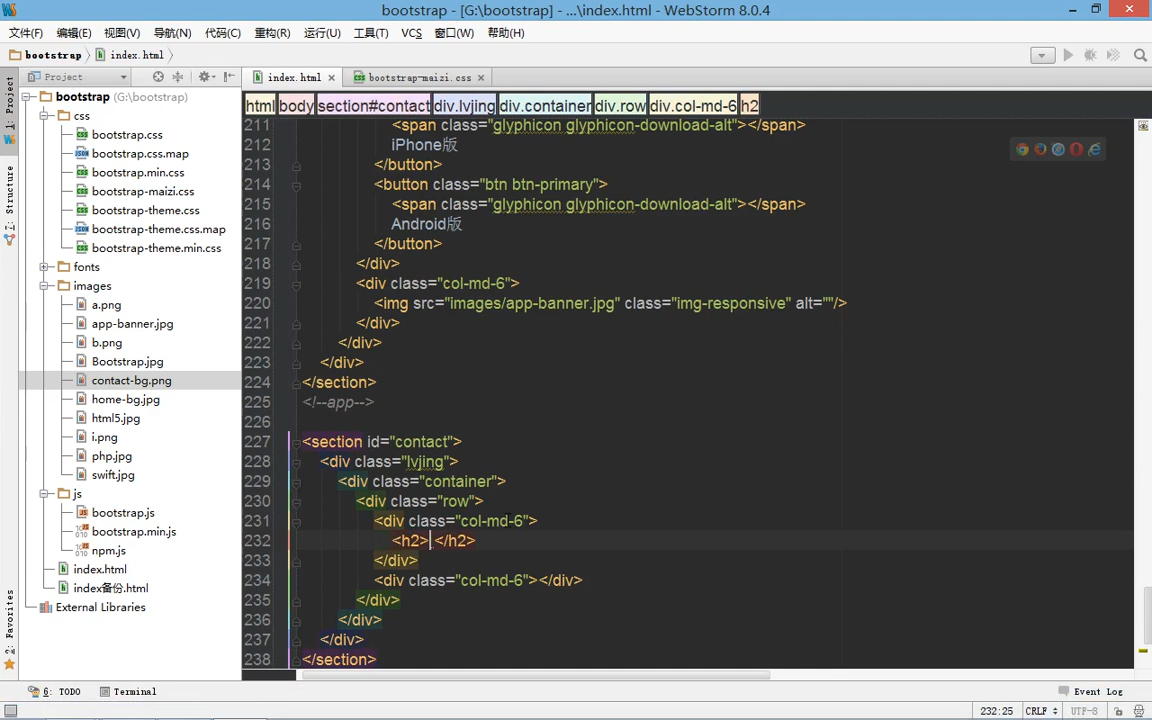 bootstrap - [G:\bootstrap] - ...\index.html - WebStorm 8.0.4
文件(F) 编辑(E) 视图(V) 导航(N) 代码(C) 重构(R) 运行(U) 工具(T) VCS 窗口(W) 帮助(H)
bootstrap index.html
Project index.html bootstrap-maizi.css
html body section#contact div.lvjing div.container div.row div.col-md-6 h2
1: Project
7: Structure
2: Favorites
bootstrap (G:\bootstrap)
css
bootstrap.css
bootstrap.css.map
bootstrap.min.css
bootstrap-maizi.css
bootstrap-theme.css
bootstrap-theme.css.map
bootstrap-theme.min.css
fonts
images
a.png
app-banner.jpg
b.png
Bootstrap.jpg
contact-bg.png
home-bg.jpg
html5.jpg
i.png
php.jpg
swift.jpg
js
bootstrap.js
bootstrap.min.js
npm.js
index.html
index备份.html
External Libraries
211 <span class="glyphicon glyphicon-download-alt"></span>
212 iPhone版
213 </button>
214 <button class="btn btn-primary">
215 <span class="glyphicon glyphicon-download-alt"></span>
216 Android版
217 </button>
218 </div>
219 <div class="col-md-6">
220 <img src="images/app-banner.jpg" class="img-responsive" alt=""/>
221 </div>
222 </div>
223 </div>
224 </section>
225 <!--app-->
226
227 <section id="contact">
228 <div class="lvjing">
229 <div class="container">
230 <div class="row">
231 <div class="col-md-6">
232 <h2> </h2>
233 </div>
234 <div class="col-md-6"></div>
235 </div>
236 </div>
237 </div>
238 </section>
6: TODO Terminal Event Log
232:25 CRLF UTF-8